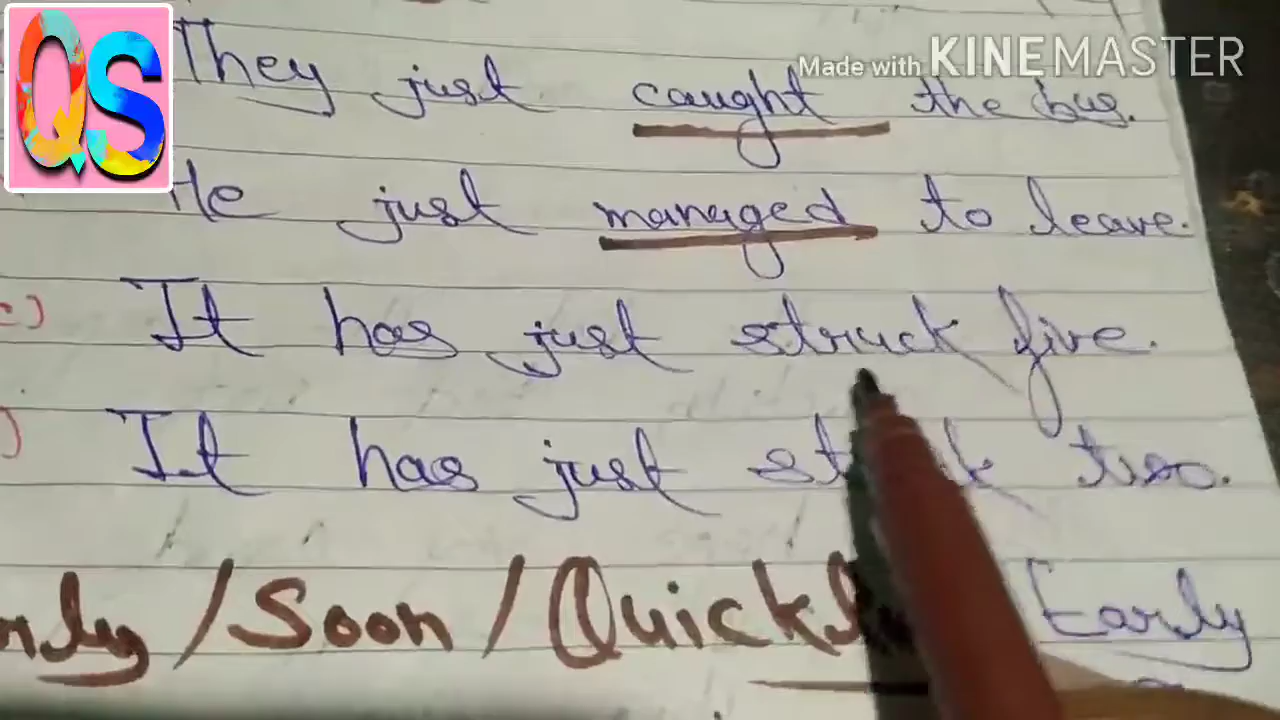 QS
Made with KINEMASTER
They just caught the bus.
He just managed to leave.
It has just struck five.
It has just two.
/Soon/ Early